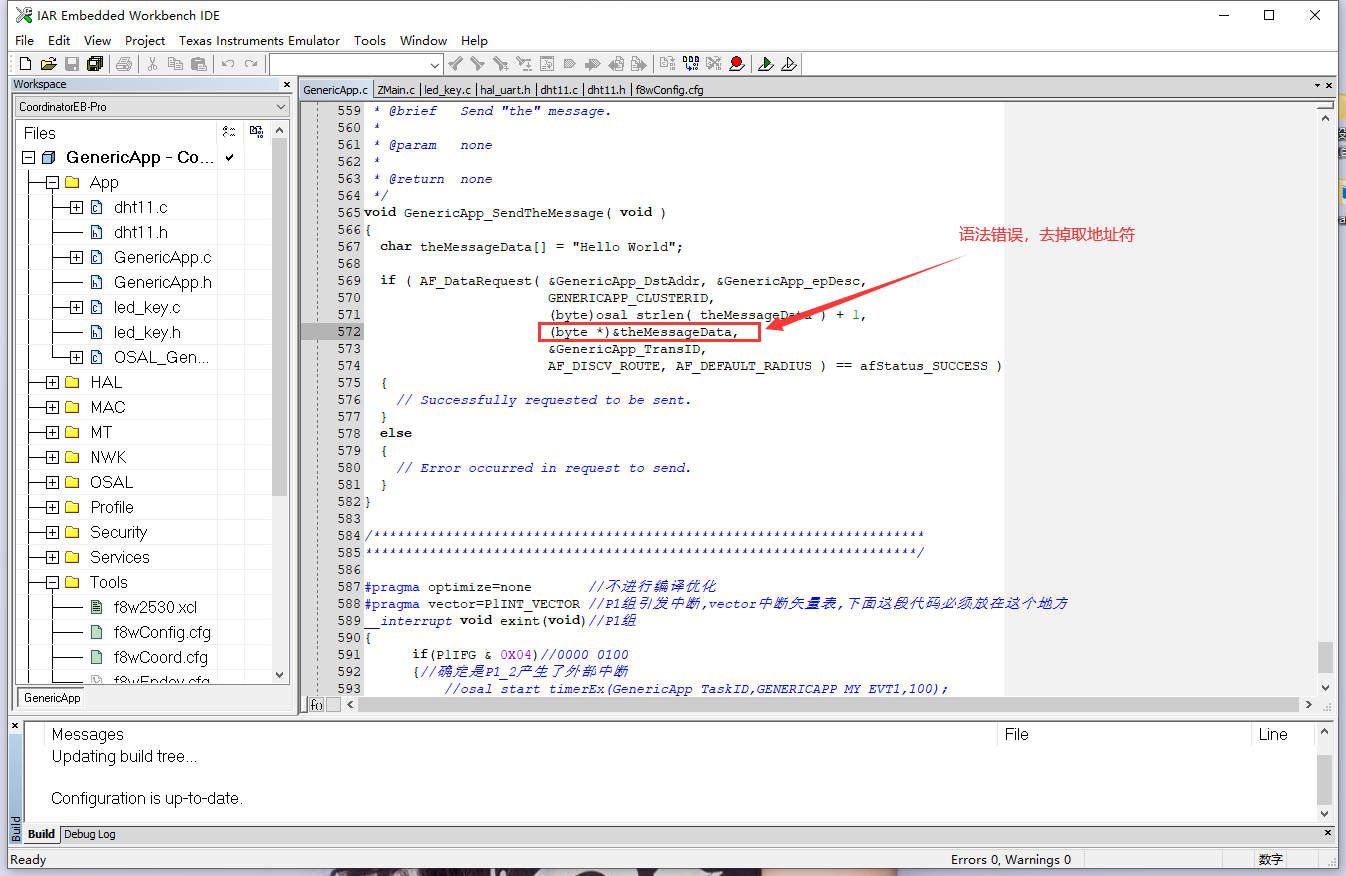 IAR Embedded Workbench IDE
File Edit View Project Texas Instruments Emulator Tools Window Help
Workspace
CoordinatorEB-Pro
Files
GenericApp - Co...
App
dht11.c
dht11.h
GenericApp.c
GenericApp.h
led_key.c
led_key.h
OSAL_Gen...
HAL
MAC
MT
NWK
OSAL
Profile
Security
Services
Tools
f8w2530.xcl
f8wConfig.cfg
f8wCoord.cfg
f8wEndev.cfg
GenericApp
GenericApp.c ZMain.c led_key.c hal_uart.h dht11.c dht11.h f8wConfig.cfg
559 * @brief Send "the" message.
560 *
561 * @param none
562 *
563 * @return none
564 */
565 void GenericApp_SendTheMessage( void )
566 {
567 char theMessageData[] = "Hello World";
568
569 if ( AF_DataRequest( &GenericApp_DstAddr, &GenericApp_epDesc,
570 GENERICAPP_CLUSTERID,
571 (byte)osal_strlen( theMessageData ) + 1,
572 (byte *)&theMessageData,
573 &GenericApp_TransID,
574 AF_DISCV_ROUTE, AF_DEFAULT_RADIUS ) == afStatus_SUCCESS )
575 {
576 // Successfully requested to be sent.
577 }
578 else
579 {
580 // Error occurred in request to send.
581 }
582 }
583
584 /*********************************************************************
585 *********************************************************************/
586
587 #pragma optimize=none //不进行编译优化
588 #pragma vector=P1INT_VECTOR //P1组引发中断,vector中断矢量表,下面这段代码必须放在这个地方
589 __interrupt void exint(void)//P1组
590 {
591 if(P1IFG & 0X04)//0000 0100
592 {//确定是P1_2产生了外部中断
593 //osal_start_timerEx(GenericApp_TaskID,GENERICAPP_MY_EVT1,100);
语法错误，去掉取地址符
f()
Messages File Line
Updating build tree...
Configuration is up-to-date.
Build
Build Debug Log
Ready Errors 0, Warnings 0 数字